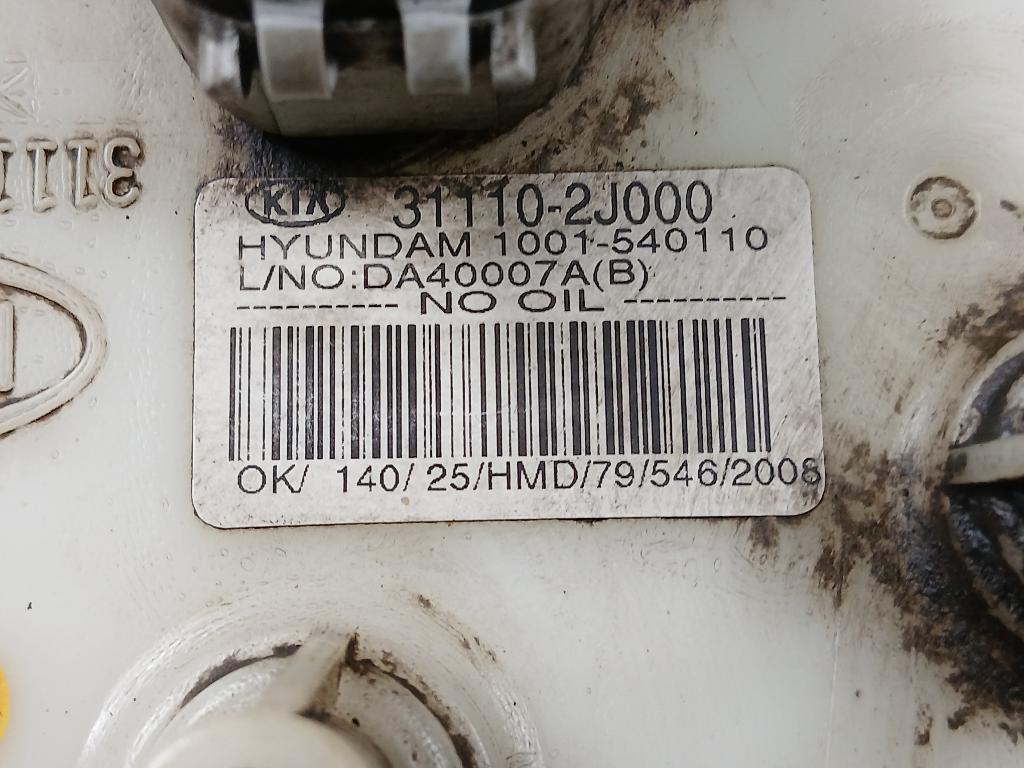 KIA 31110-2J000
HYUNDAM 1001-540110
L/NO:DA40007A(B)
---------- NO OIL ----------
OK/ 140/ 25/HMD/79/546/2008